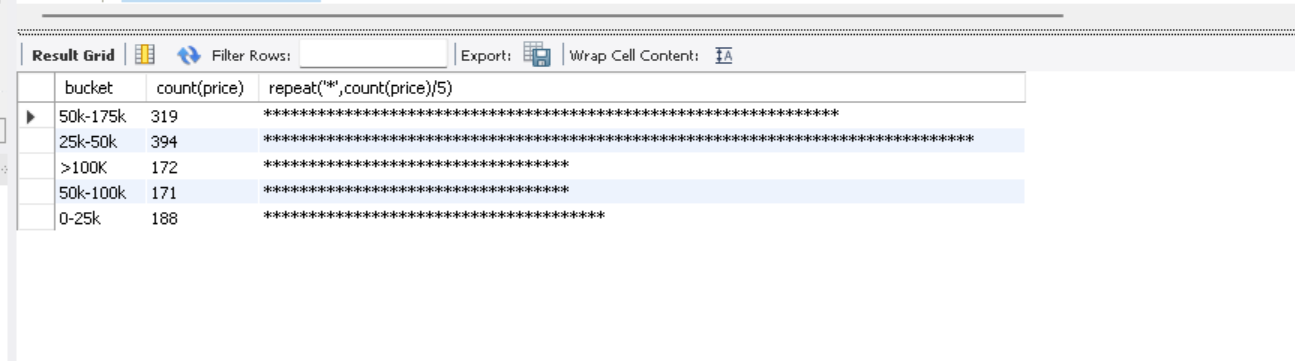 Result Grid Filter Rows: Export: Wrap Cell Content: IA
bucket count(price) repeat('*',count(price)/5)
50k-175k 319 ****************************************************************
25k-50k 394 *******************************************************************************
>100K 172 **********************************
50k-100k 171 **********************************
0-25k 188 **************************************